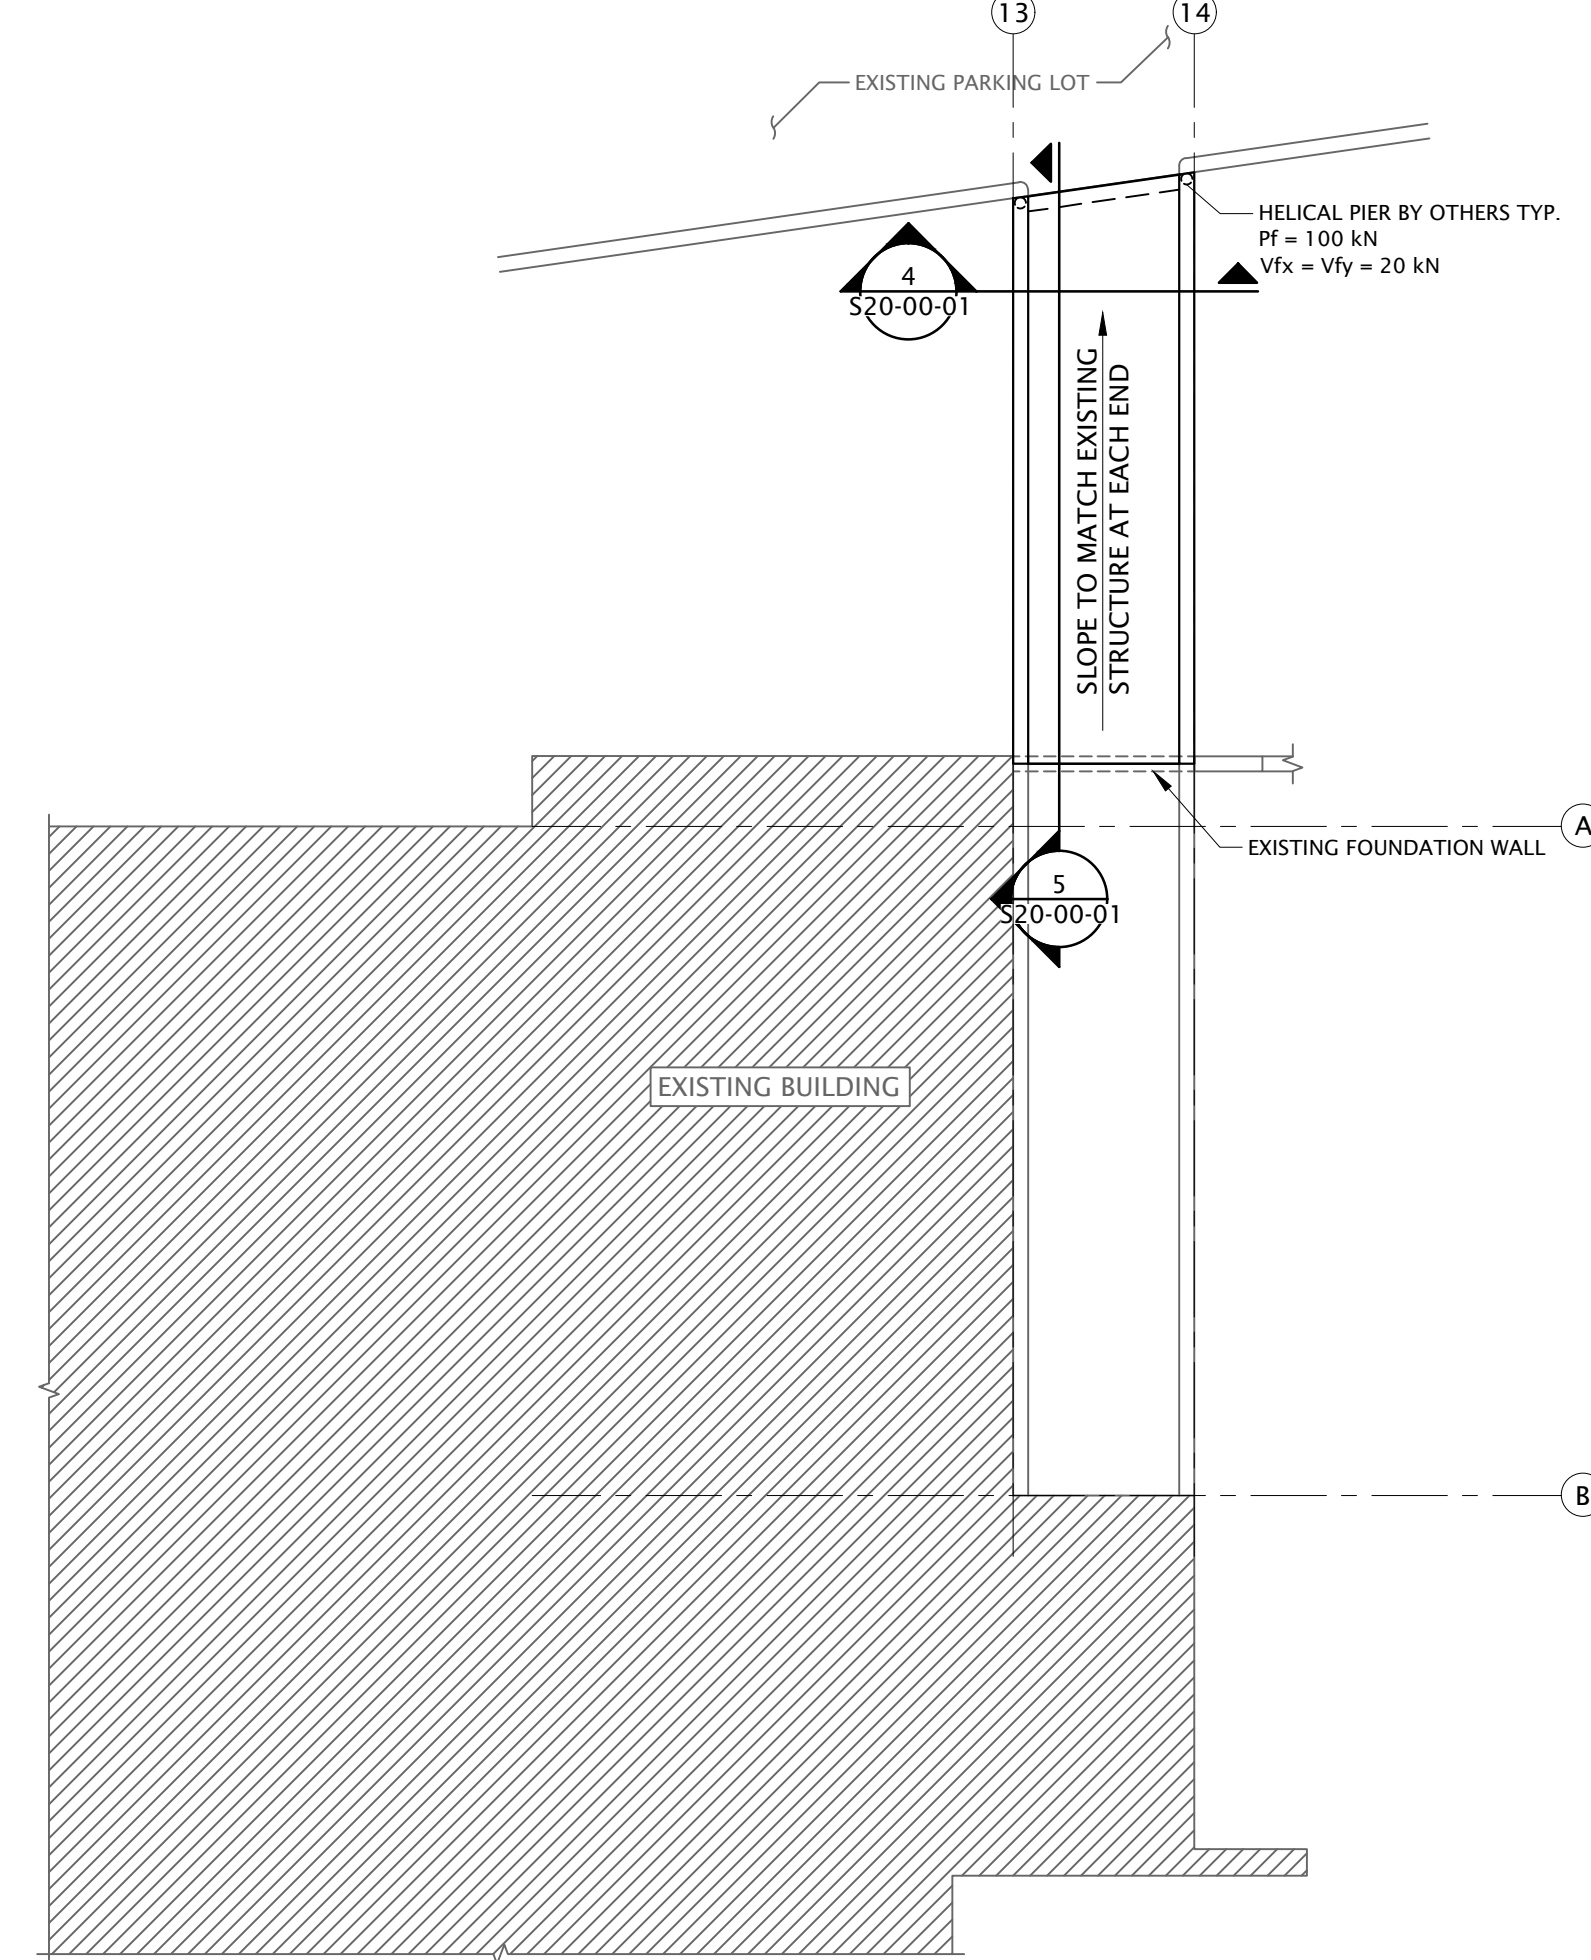 13
14
EXISTING PARKING LOT
HELICAL PIER BY OTHERS TYP.
Pf = 100 kN
Vfx = Vfy = 20 kN
4
S20-00-01
SLOPE TO MATCH EXISTING
STRUCTURE AT EACH END
A
EXISTING FOUNDATION WALL
5
S20-00-01
EXISTING BUILDING
B